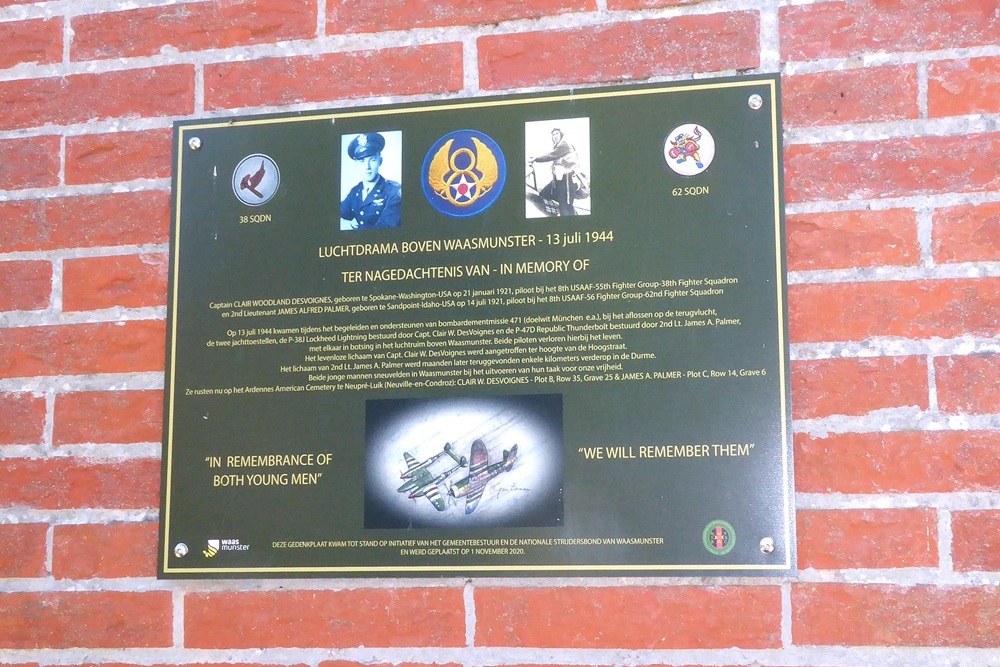 38 SQDN
62 SQDN
LUCHTDRAMA BOVEN WAASMUNSTER - 13 juli 1944
TER NAGEDACHTENIS VAN - IN MEMORY OF
Captain CLAIR WOODLAND DESVOIGNES, geboren te Spokane-Washington-USA op 21 januari 1921, piloot bij het 8th USAAF-55th Fighter Group-38th Fighter Squadron
en 2nd Lieutenant JAMES ALFRED PALMER, geboren te Sandpoint-Idaho-USA op 14 juli 1921, piloot bij het 8th USAAF-56 Fighter Group-62nd Fighter Squadron
Op 13 juli 1944 kwamen tijdens het begeleiden en ondersteunen van bombardementmissie 471 (doelwit München e.a.), bij het aflossen op de terugvlucht,
de twee jachttoestellen, de P-38J Lockheed Lightning bestuurd door Capt. Clair W. DesVoignes en de P-47D Republic Thunderbolt bestuurd door 2nd Lt. James A. Palmer,
met elkaar in botsing in het luchtruim boven Waasmunster. Beide piloten verloren hierbij het leven.
Het levenloze lichaam van Capt. Clair W. DesVoignes werd aangetroffen ter hoogte van de Hoogstraat.
Het lichaam van 2nd Lt. James A. Palmer werd maanden later teruggevonden enkele kilometers verderop in de Durme.
Beide jonge mannen sneuvelden in Waasmunster bij het uitvoeren van hun taak voor onze vrijheid.
Ze rusten nu op het Ardennes American Cemetery te Neupré-Luik (Neuville-en-Condroz): CLAIR W. DESVOIGNES - Plot B, Row 35, Grave 25 & JAMES A. PALMER - Plot C, Row 14, Grave 6
"IN REMEMBRANCE OF
BOTH YOUNG MEN"
"WE WILL REMEMBER THEM"
waas
munster
DEZE GEDENKPLAAT KWAM TOT STAND OP INITIATIEF VAN HET GEMEENTEBESTUUR EN DE NATIONALE STRIJDERSBOND VAN WAASMUNSTER
EN WERD GEPLAATST OP 1 NOVEMBER 2020.